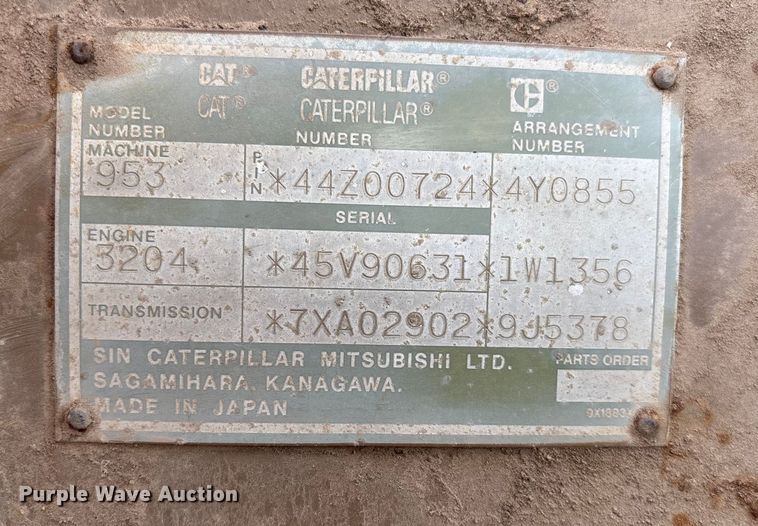 CAT® CATERPILLAR® ®
CAT® CATERPILLAR®
MODEL NUMBER NUMBER ARRANGEMENT NUMBER
MACHINE
953 PIN *44Z00724* 4Y0855
SERIAL
ENGINE
3204 *45V90631* 1W1356
TRANSMISSION *7XA02902* 9J5378
SIN CATERPILLAR MITSUBISHI LTD. PARTS ORDER
SAGAMIHARA. KANAGAWA.
MADE IN JAPAN
Purple Wave Auction